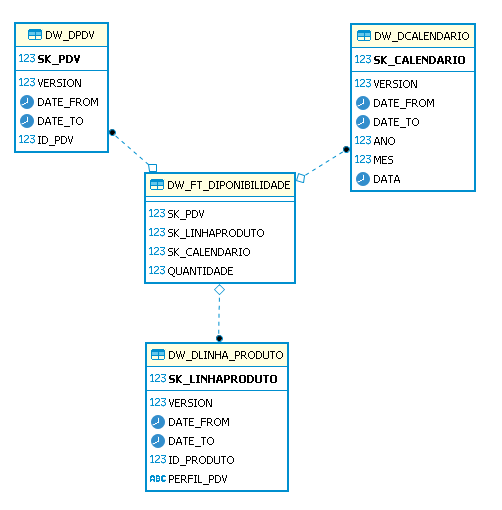 DW_DPDV
123 SK_PDV
123 VERSION
DATE_FROM
DATE_TO
123 ID_PDV
DW_DCALENDARIO
123 SK_CALENDARIO
123 VERSION
DATE_FROM
DATE_TO
123 ANO
123 MES
DATA
DW_FT_DIPONIBILIDADE
123 SK_PDV
123 SK_LINHAPRODUTO
123 SK_CALENDARIO
123 QUANTIDADE
DW_DLINHA_PRODUTO
123 SK_LINHAPRODUTO
123 VERSION
DATE_FROM
DATE_TO
123 ID_PRODUTO
ABC PERFIL_PDV